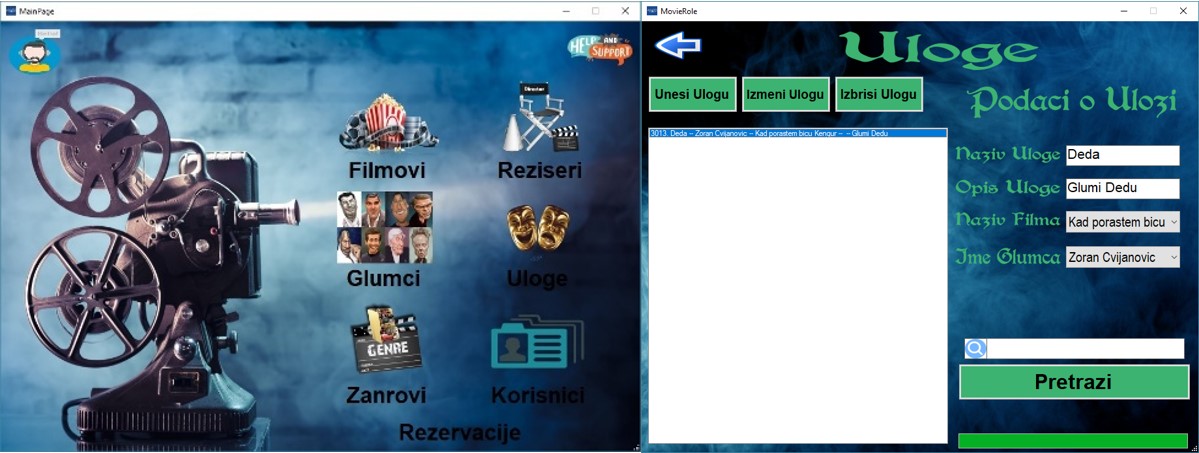 MainPage
HELP AND SUPPORT
Director
Filmovi
Reziseri
Glumci
Uloge
GENRE
Zanrovi
Korisnici
Rezervacije
MovieRole
Uloge
Unesi Ulogu
Izmeni Ulogu
Izbrisi Ulogu
Podaci o Ulozi
3013. Deda -- Zoran Cvijanovic -- Kad porastem bicu Kengur -- -- Glumi Dedu
Naziv Uloge Deda
Opis Uloge Glumi Dedu
Naziv Filma Kad porastem bicu
Ime Glumca Zoran Cvijanovic
Pretrazi